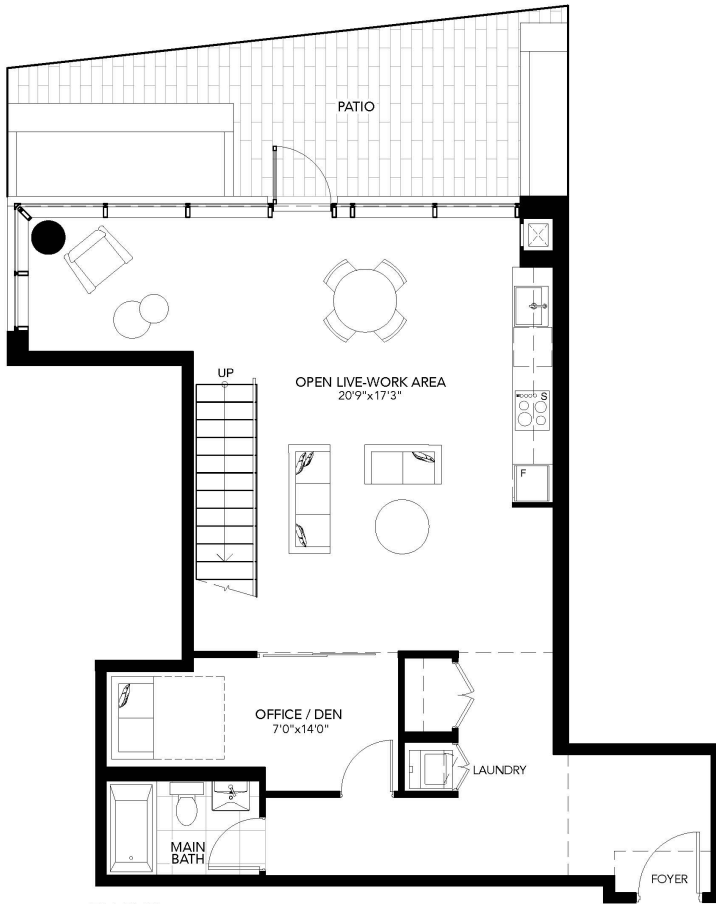 PATIO
UP
OPEN LIVE-WORK AREA
20'9"x17'3"
S
F
OFFICE / DEN
7'0"x14'0"
LAUNDRY
MAIN
BATH
FOYER